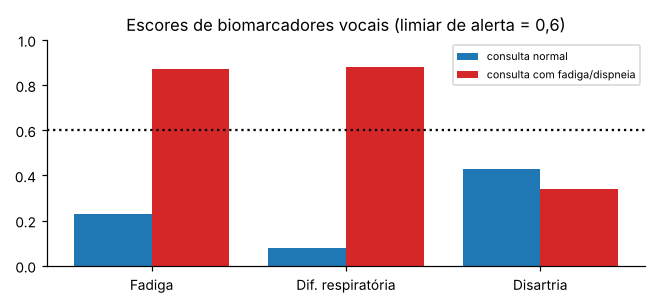 Escores de biomarcadores vocais (limiar de alerta = 0,6)
consulta normal
consulta com fadiga/dispneia
1.0
0.8
0.6
0.4
0.2
0.0
Fadiga
Dif. respiratória
Disartria